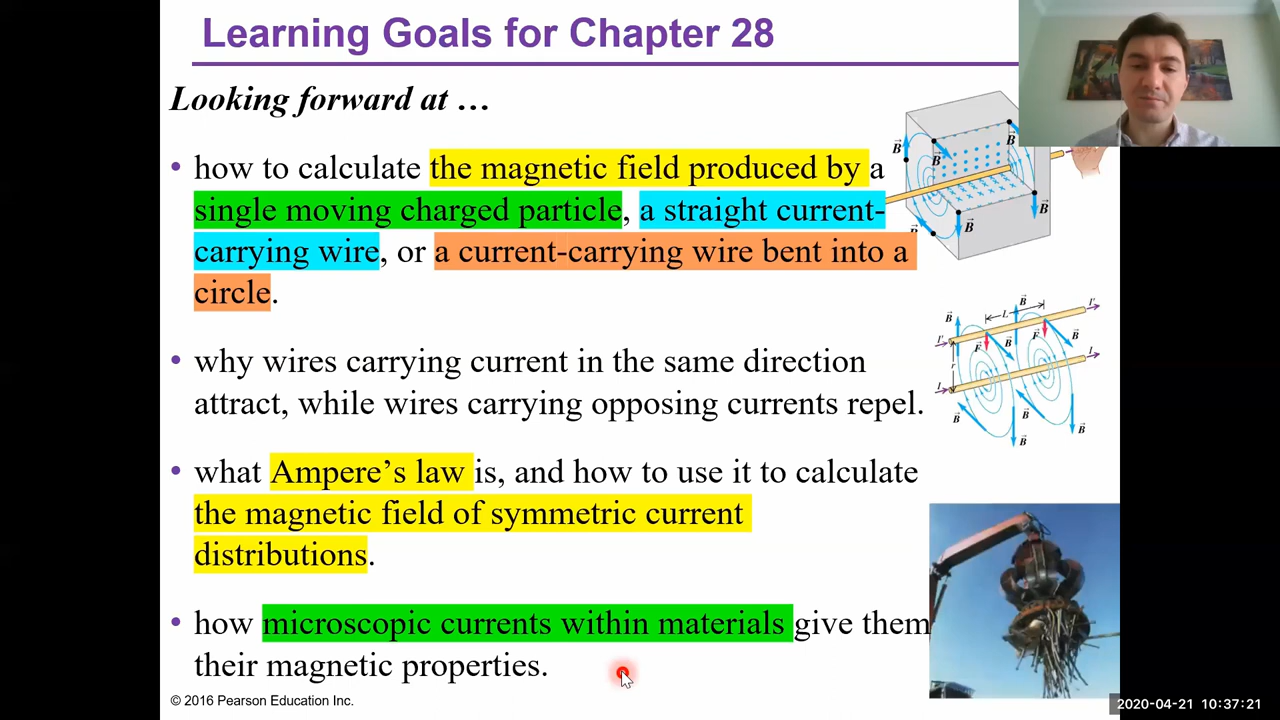 Learning Goals for Chapter 28
Looking forward at …
• how to calculate the magnetic field produced by a
single moving charged particle, a straight current-
carrying wire, or a current-carrying wire bent into a
circle.
• why wires carrying current in the same direction
attract, while wires carrying opposing currents repel.
• what Ampere’s law is, and how to use it to calculate
the magnetic field of symmetric current
distributions.
• how microscopic currents within materials give them
their magnetic properties.
B
B
B
B
B
B
B
L
I'
I'
F
F
B
B
r
I
I
B
B
B
B
© 2016 Pearson Education Inc.
2020-04-21 10:37:21